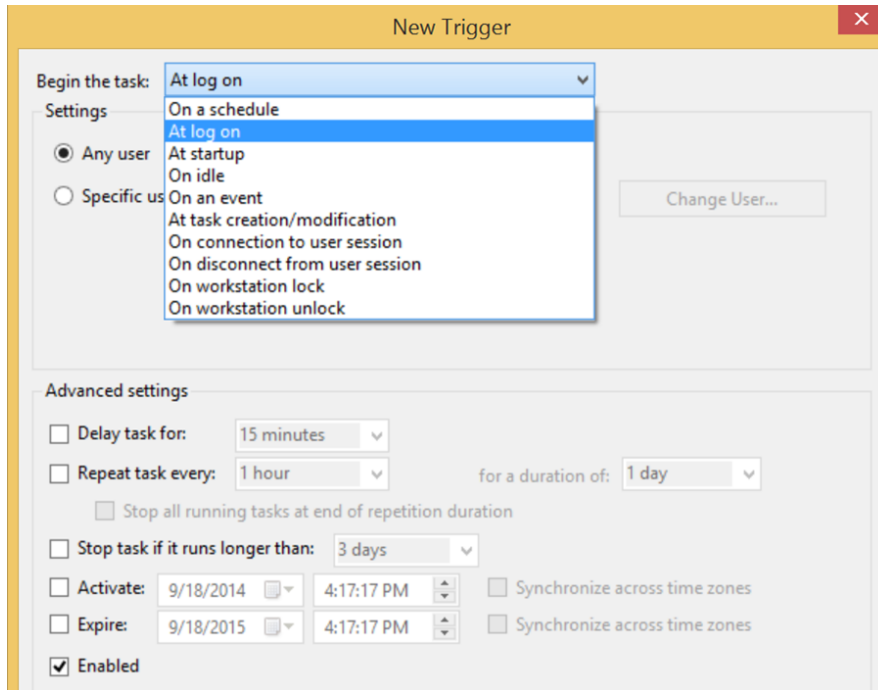 New Trigger
Begin the task: At log on
Settings
On a schedule
At log on
Any user
At startup
On idle
Specific us
On an event
Change User...
At task creation/modification
On connection to user session
On disconnect from user session
On workstation lock
On workstation unlock
Advanced settings
Delay task for: 15 minutes
Repeat task every: 1 hour for a duration of: 1 day
Stop all running tasks at end of repetition duration
Stop task if it runs longer than: 3 days
Activate: 9/18/2014 4:17:17 PM Synchronize across time zones
Expire: 9/18/2015 4:17:17 PM Synchronize across time zones
Enabled